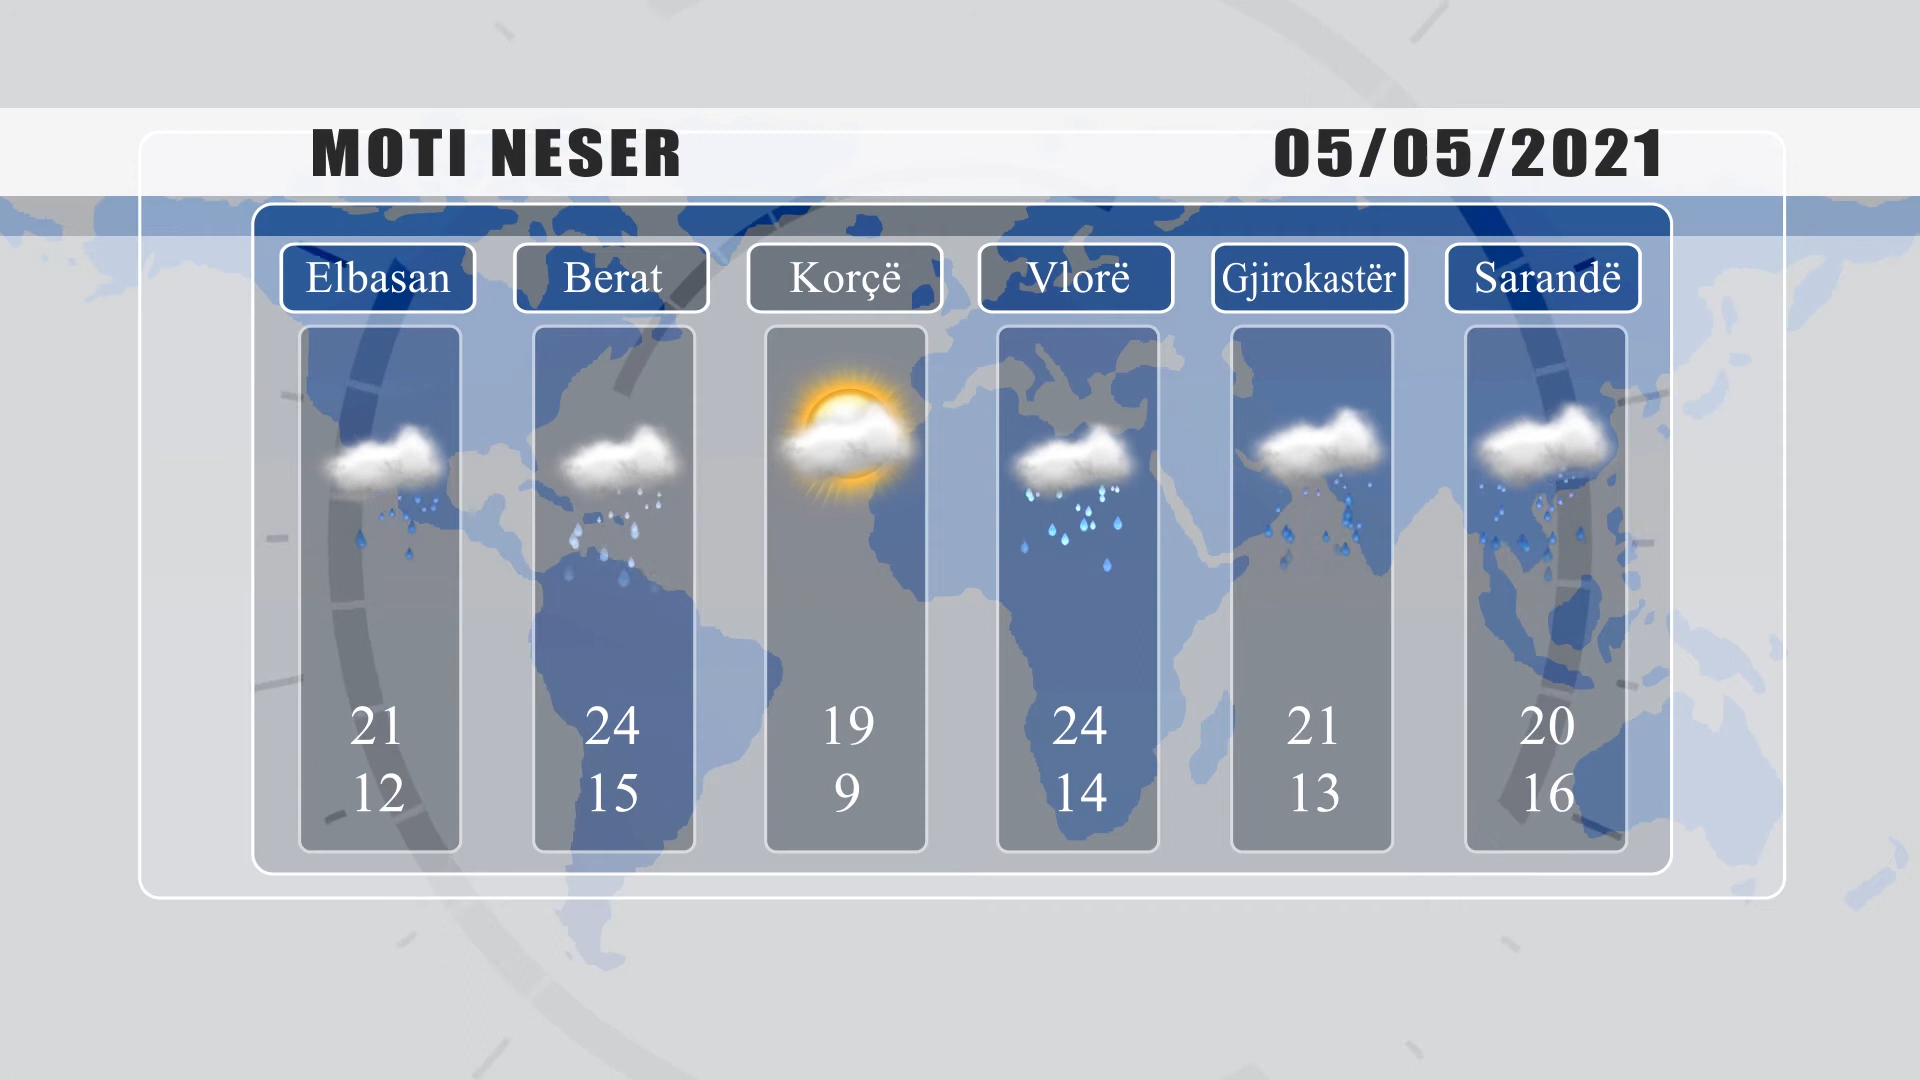 MOTI NESER 05/05/2021
Elbasan Berat Korçë Vlorë Gjirokastër Sarandë
21 24 19 24 21 20
12 15 9 14 13 16